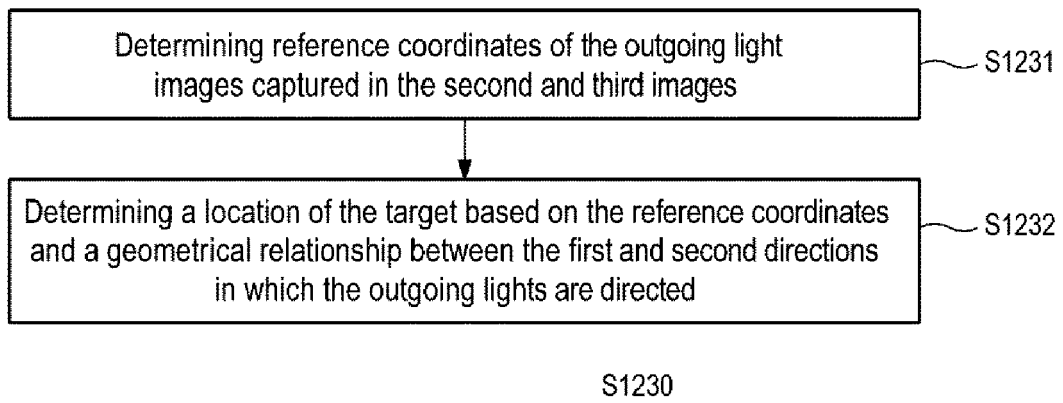 Determining reference coordinates of the outgoing light
images captured in the second and third images
S1231
Determining a location of the target based on the reference coordinates
and a geometrical relationship between the first and second directions
in which the outgoing lights are directed
S1232
S1230